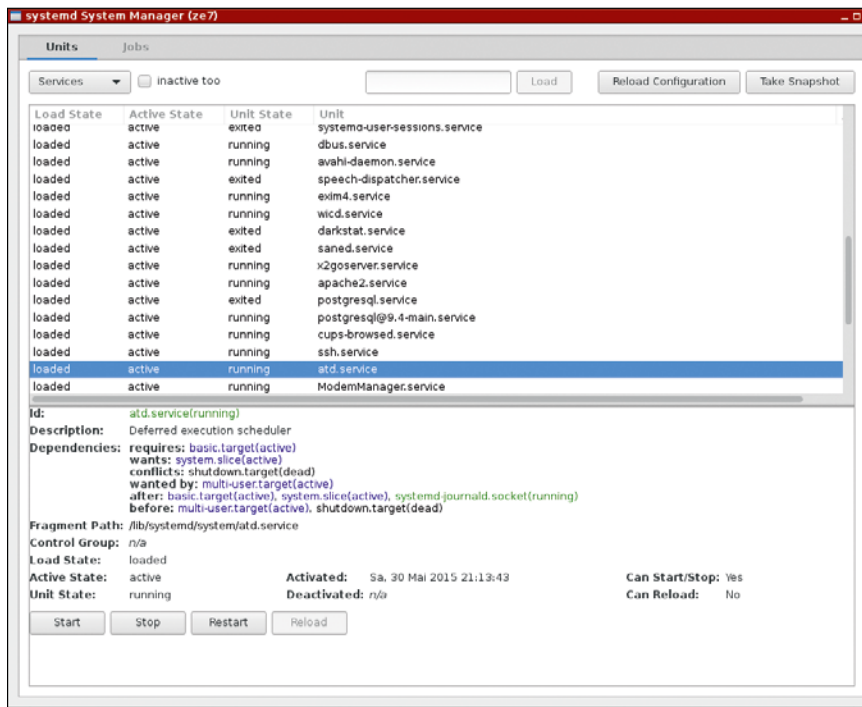 systemd System Manager (ze7)
Units Jobs
Services inactive too Load Reload Configuration Take Snapshot
Load State Active State Unit State Unit
loaded active exited systemd-user-sessions.service
loaded active running dbus.service
loaded active running avahi-daemon.service
loaded active exited speech-dispatcher.service
loaded active running exim4.service
loaded active running wicd.service
loaded active exited darkstat.service
loaded active exited saned.service
loaded active running x2goserver.service
loaded active running apache2.service
loaded active exited postgresql.service
loaded active running postgresql@9.4-main.service
loaded active running cups-browsed.service
loaded active running ssh.service
loaded active running atd.service
loaded active running ModemManager.service
Id: atd.service(running)
Description: Deferred execution scheduler
Dependencies: requires: basic.target(active)
wants: system.slice(active)
conflicts: shutdown.target(dead)
wanted by: multi-user.target(active)
after: basic.target(active), system.slice(active), systemd-journald.socket(running)
before: multi-user.target(active), shutdown.target(dead)
Fragment Path: /lib/systemd/system/atd.service
Control Group: n/a
Load State: loaded
Active State: active Activated: Sa, 30 Mai 2015 21:13:43 Can Start/Stop: Yes
Unit State: running Deactivated: n/a Can Reload: No
Start Stop Restart Reload